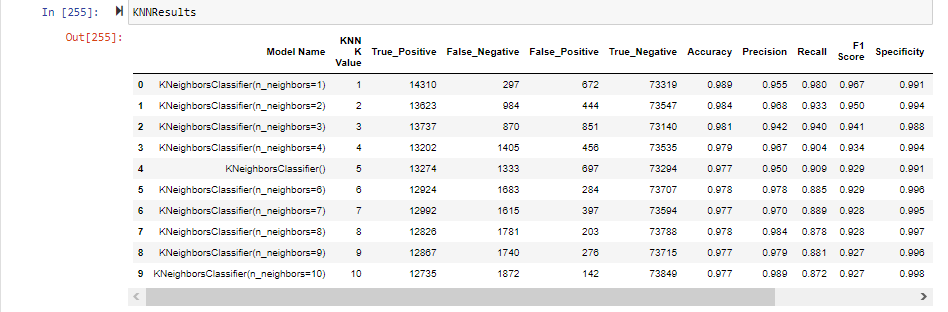 In [255]: KNNResults
Out[255]:
Model Name KNN K Value True_Positive False_Negative False_Positive True_Negative Accuracy Precision Recall F1 Score Specificity
0 KNeighborsClassifier(n_neighbors=1) 1 14310 297 672 73319 0.989 0.955 0.980 0.967 0.991
1 KNeighborsClassifier(n_neighbors=2) 2 13623 984 444 73547 0.984 0.968 0.933 0.950 0.994
2 KNeighborsClassifier(n_neighbors=3) 3 13737 870 851 73140 0.981 0.942 0.940 0.941 0.988
3 KNeighborsClassifier(n_neighbors=4) 4 13202 1405 456 73535 0.979 0.967 0.904 0.934 0.994
4 KNeighborsClassifier() 5 13274 1333 697 73294 0.977 0.950 0.909 0.929 0.991
5 KNeighborsClassifier(n_neighbors=6) 6 12924 1683 284 73707 0.978 0.978 0.885 0.929 0.996
6 KNeighborsClassifier(n_neighbors=7) 7 12992 1615 397 73594 0.977 0.970 0.889 0.928 0.995
7 KNeighborsClassifier(n_neighbors=8) 8 12826 1781 203 73788 0.978 0.984 0.878 0.928 0.997
8 KNeighborsClassifier(n_neighbors=9) 9 12867 1740 276 73715 0.977 0.979 0.881 0.927 0.996
9 KNeighborsClassifier(n_neighbors=10) 10 12735 1872 142 73849 0.977 0.989 0.872 0.927 0.998